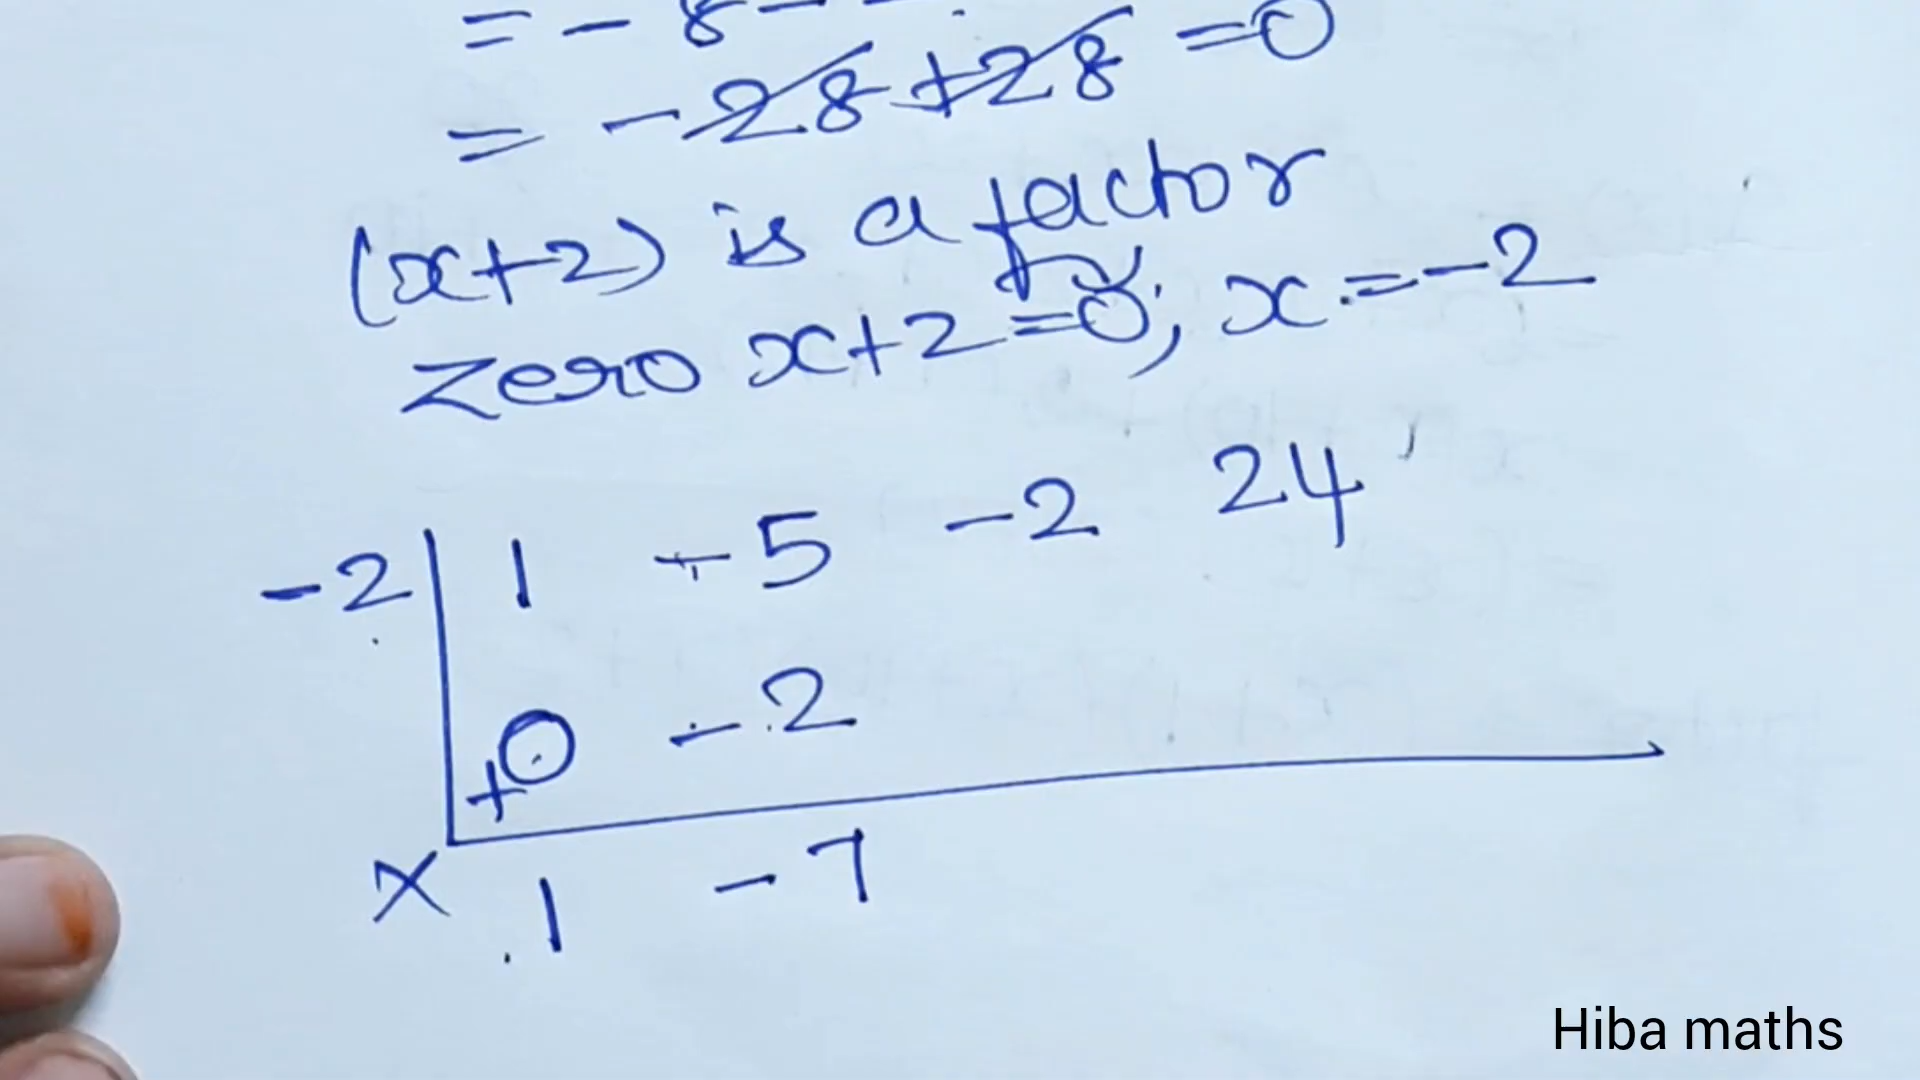 = - 8 -
= - 28 + 28 = 0
(x+2) is a factor
Zero x+2=0; x = -2
-2 | 1 -5 -2 24
+0 -2
x 1 -7
Hiba maths